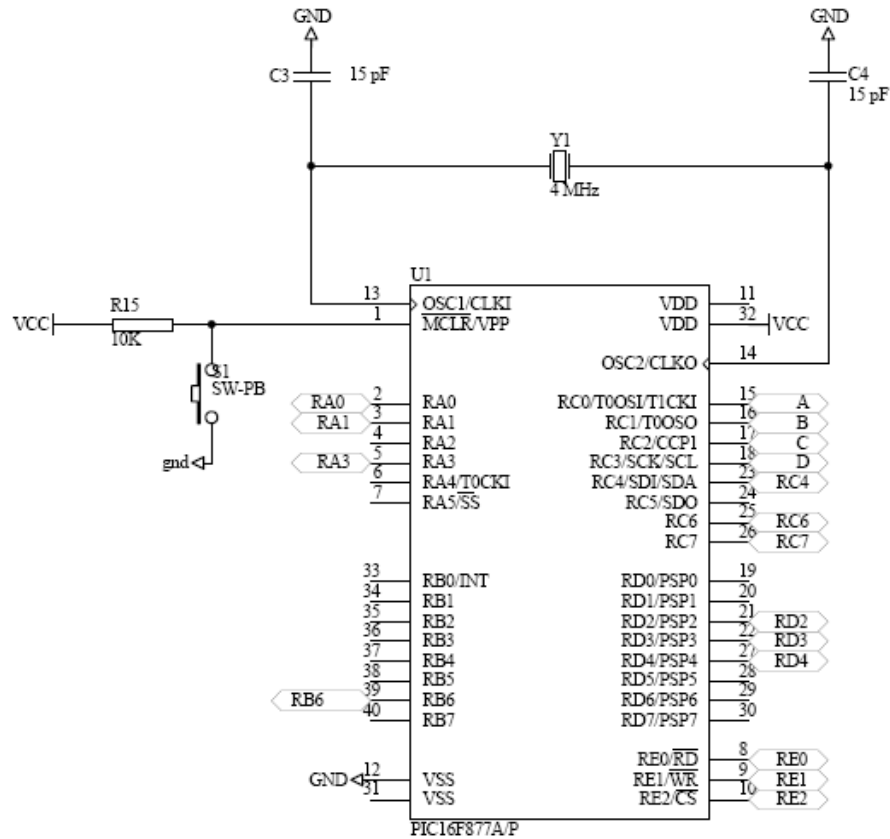 GND
GND
C3 15 pF
C4
15 pF
Y1
4 MHz
U1
R15
VCC
10K
S1
SW-PB
gnd
13 OSC1/CLKI
1 MCLR/VPP
RA0 2 RA0
RA1 3 RA1
4 RA2
RA3 5 RA3
6 RA4/T0CKI
7 RA5/SS
33 RB0/INT
34 RB1
35 RB2
36 RB3
37 RB4
38 RB5
RB6 39 RB6
40 RB7
GND 12 VSS
31 VSS
VDD 11
VDD 32 VCC
OSC2/CLKO 14
RC0/T0OSI/T1CKI 15 A
RC1/T0OSO 16 B
RC2/CCP1 17 C
RC3/SCK/SCL 18 D
RC4/SDI/SDA 23 RC4
RC5/SDO 24
RC6 25 RC6
RC7 26 RC7
RD0/PSP0 19
RD1/PSP1 20
RD2/PSP2 21 RD2
RD3/PSP3 22 RD3
RD4/PSP4 27 RD4
RD5/PSP5 28
RD6/PSP6 29
RD7/PSP7 30
RE0/RD 8 RE0
RE1/WR 9 RE1
RE2/CS 10 RE2
PIC16F877A/P